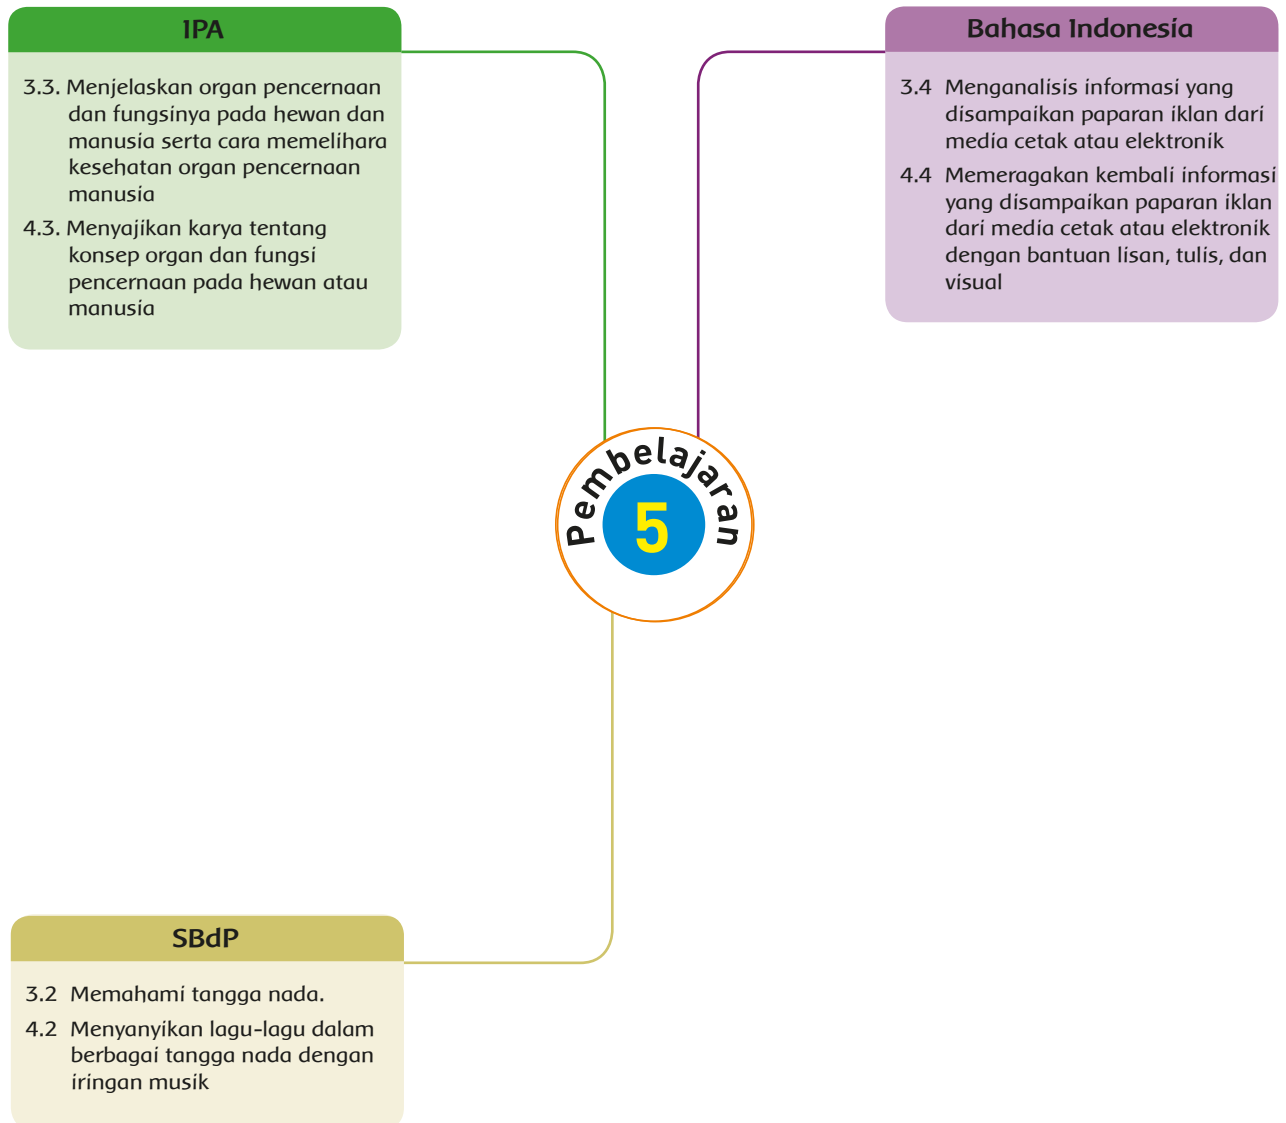 IPA
3.3. Menjelaskan organ pencernaan
dan fungsinya pada hewan dan
manusia serta cara memelihara
kesehatan organ pencernaan
manusia
4.3. Menyajikan karya tentang
konsep organ dan fungsi
pencernaan pada hewan atau
manusia
Bahasa Indonesia
3.4 Menganalisis informasi yang
disampaikan paparan iklan dari
media cetak atau elektronik
4.4 Memeragakan kembali informasi
yang disampaikan paparan iklan
dari media cetak atau elektronik
dengan bantuan lisan, tulis, dan
visual
Pembelajaran
5
SBdP
3.2 Memahami tangga nada.
4.2 Menyanyikan lagu-lagu dalam
berbagai tangga nada dengan
iringan musik